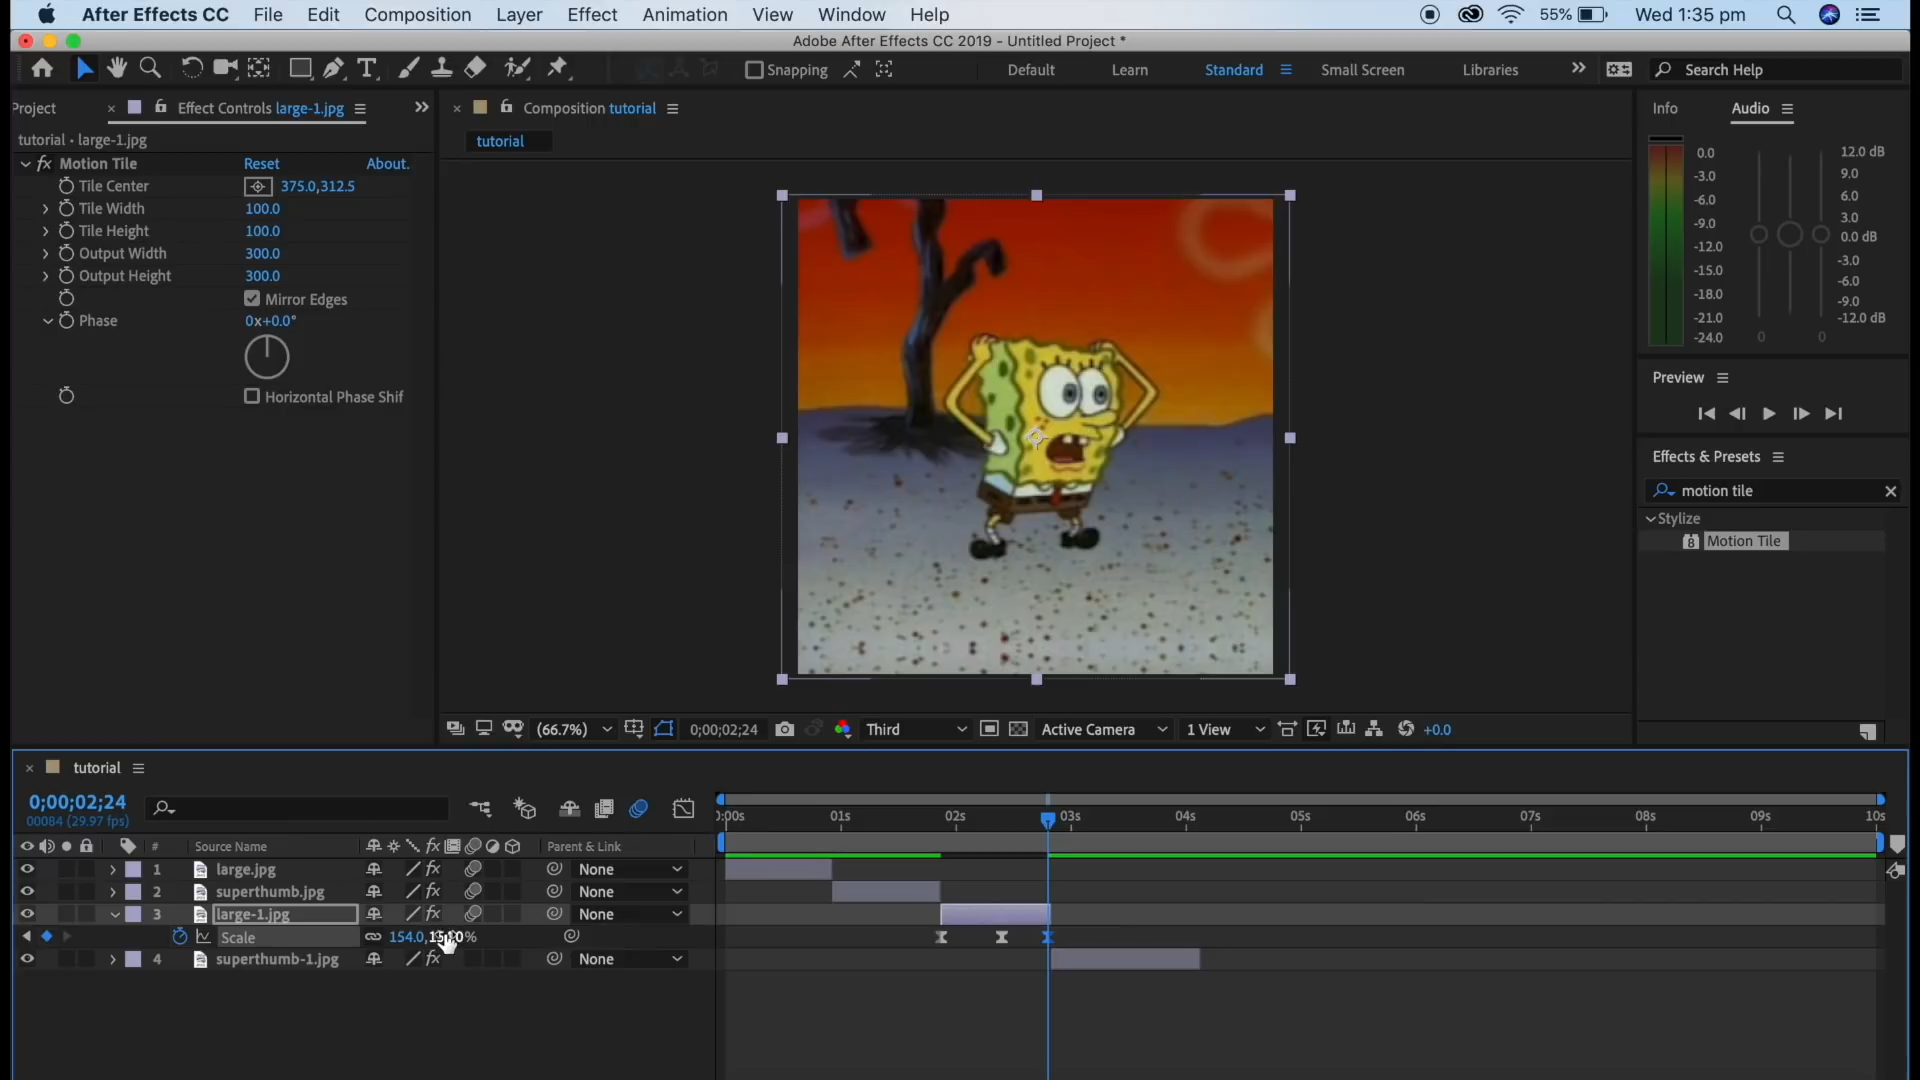 After Effects CC File Edit Composition Layer Effect Animation View Window Help 55% Wed 1:35 pm
Adobe After Effects CC 2019 - Untitled Project *
Snapping Default Learn Standard Small Screen Libraries Search Help
Project Effect Controls large-1.jpg Composition tutorial Info Audio
tutorial • large-1.jpg tutorial
fx Motion Tile Reset About.
Tile Center 375.0,312.5
Tile Width 100.0
Tile Height 100.0
Output Width 300.0
Output Height 300.0
Mirror Edges
Phase 0x+0.0°
Horizontal Phase Shif
0.0 12.0 dB
-3.0 9.0
-6.0 6.0
-9.0 3.0
-12.0 0.0 dB
-15.0 -3.0
-18.0 -6.0
-21.0 -9.0
-24.0 0 0 -12.0 dB
Preview
Effects & Presets
motion tile
Stylize
8 Motion Tile
(66.7%) 0;00;02;24 Third Active Camera 1 View +0.0
tutorial
0;00;02;24
00084 (29.97 fps)
):00s 01s 02s 03s 04s 05s 06s 07s 08s 09s 10s
# Source Name fx Parent & Link
1 large.jpg fx None
2 superthumb.jpg fx None
3 large-1.jpg fx None
Scale 154.0, %
4 superthumb-1.jpg fx None